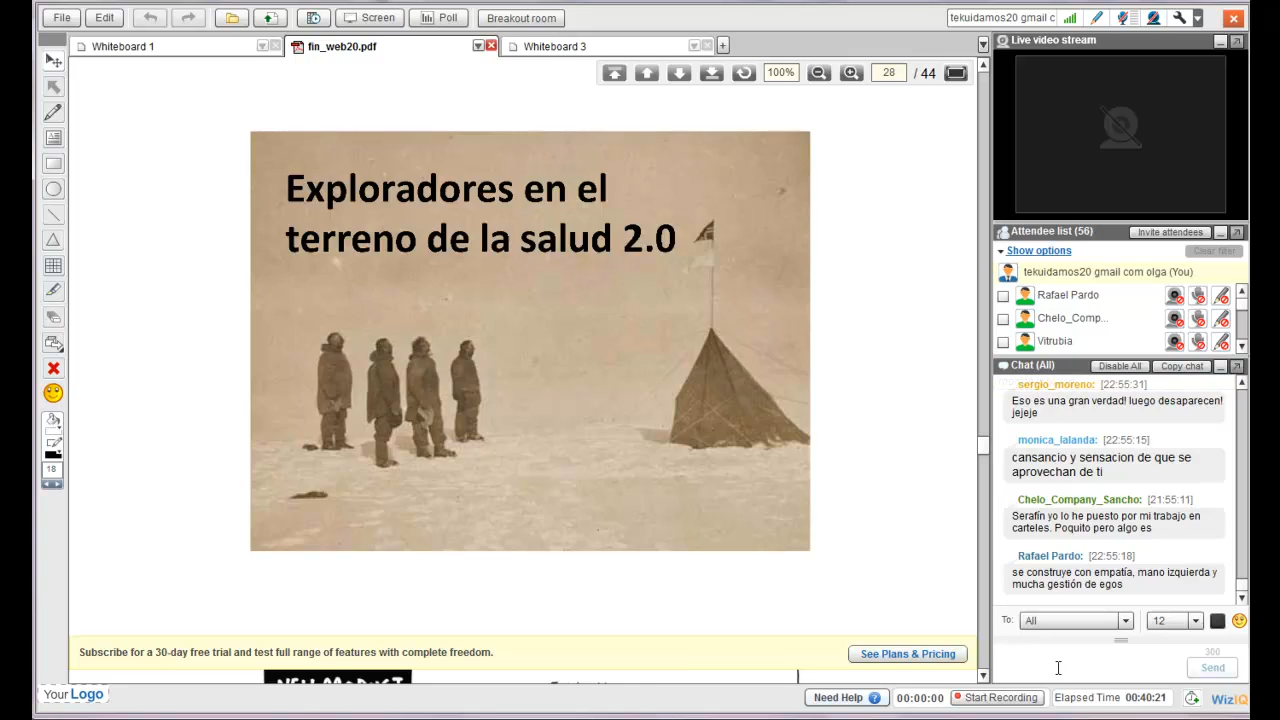 File Edit Screen Poll Breakout room tekuidamos20 gmail c
Whiteboard 1 fin_web20.pdf Whiteboard 3
100% 28 / 44
Exploradores en el
terreno de la salud 2.0
Live video stream
Attendee list (56) Invite attendees
Show options Clear filter
tekuidamos20 gmail com olga (You)
Rafael Pardo
Chelo_Comp...
Vitrubia
Chat (All) Disable All Copy chat
sergio_moreno: [22:55:31]
Eso es una gran verdad! luego desaparecen!
jejeje
monica_lalanda: [22:55:15]
cansancio y sensacion de que se
aprovechan de ti
Chelo_Company_Sancho: [21:55:11]
Serafín yo lo he puesto por mi trabajo en
carteles. Poquito pero algo es
Rafael Pardo: [22:55:18]
se construye con empatía, mano izquierda y
mucha gestión de egos
To: All 12
300
Send
18
Subscribe for a 30-day free trial and test full range of features with complete freedom. See Plans & Pricing
Your Logo Need Help ? 00:00:00 Start Recording Elapsed Time 00:40:21 WizIQ